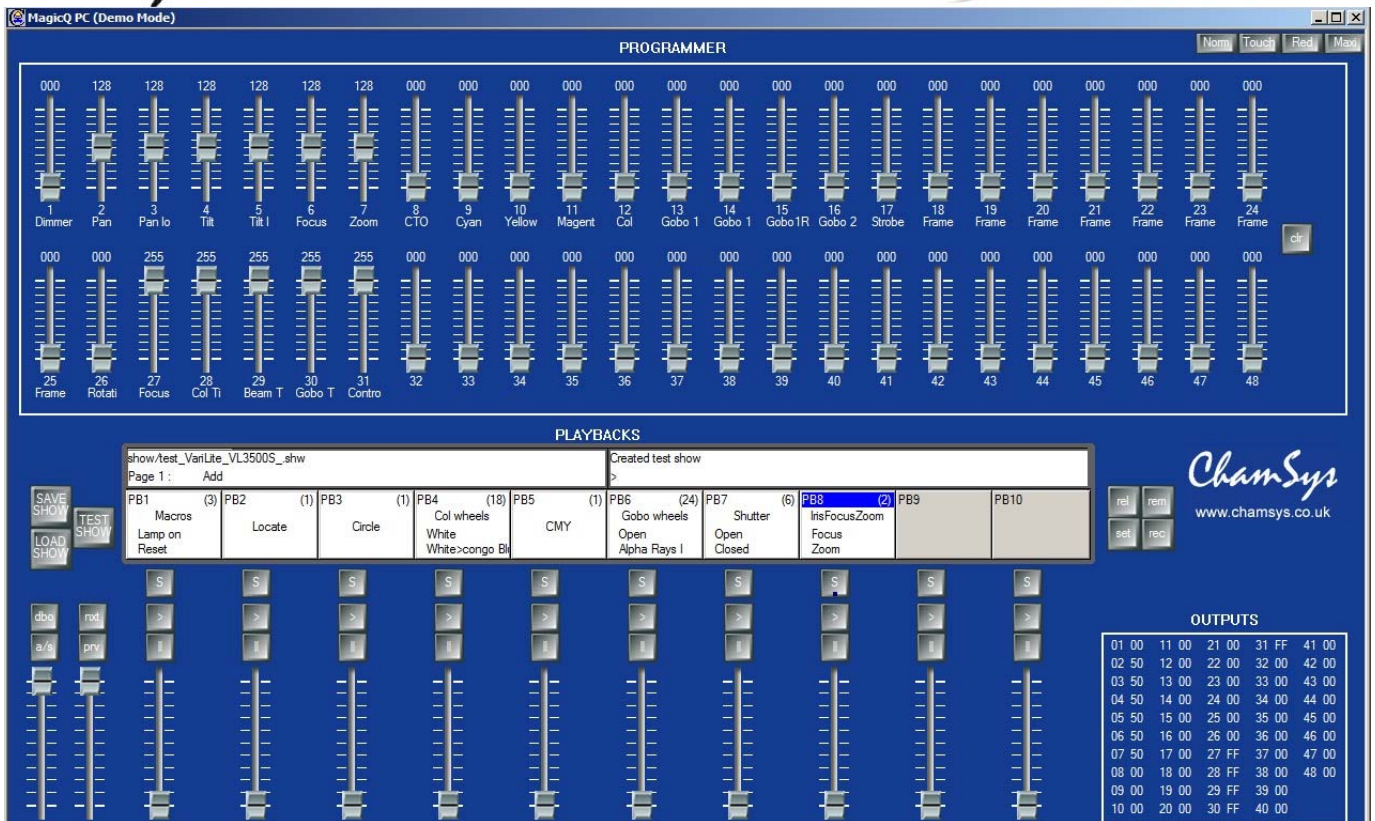 MagicQ PC (Demo Mode)
PROGRAMMER
Norm Touch Red Maxi
000 128 128 128 128 128 128 000 000 000 000 000 000 000 000 000 000 000 000 000 000 000 000 000
1 2 3 4 5 6 7 8 9 10 11 12 13 14 15 16 17 18 19 20 21 22 23 24
Dimmer Pan Pan lo Tilt Tilt l Focus Zoom CTO Cyan Yellow Magent Col Gobo 1 Gobo 1 Gobo1R Gobo 2 Strobe Frame Frame Frame Frame Frame Frame Frame
clr
000 000 255 255 255 255 255 000 000 000 000 000 000 000 000 000 000 000 000 000 000 000 000 000
25 26 27 28 29 30 31 32 33 34 35 36 37 38 39 40 41 42 43 44 45 46 47 48
Frame Rotati Focus Col Ti Beam T Gobo T Contro
PLAYBACKS
show/test_VariLite_VL3500S_.shw Created test show
Page 1 : Add >
PB1 (3) PB2 (1) PB3 (1) PB4 (18) PB5 (1) PB6 (24) PB7 (6) PB8 (2) PB9 PB10
Macros Locate Circle Col wheels CMY Gobo wheels Shutter IrisFocusZoom
Lamp on White Open Open Focus
Reset White>congo Bl Alpha Rays I Closed Zoom
SAVE SHOW
TEST SHOW
LOAD SHOW
rel rem
set rec
ChamSys
www.chamsys.co.uk
S S S S S S S S S S
dbo nxt > > > > > > > > > >
a/s prv || || || || || || || || || ||
OUTPUTS
01 00 11 00 21 00 31 FF 41 00
02 50 12 00 22 00 32 00 42 00
03 50 13 00 23 00 33 00 43 00
04 50 14 00 24 00 34 00 44 00
05 50 15 00 25 00 35 00 45 00
06 50 16 00 26 00 36 00 46 00
07 50 17 00 27 FF 37 00 47 00
08 00 18 00 28 FF 38 00 48 00
09 00 19 00 29 FF 39 00
10 00 20 00 30 FF 40 00